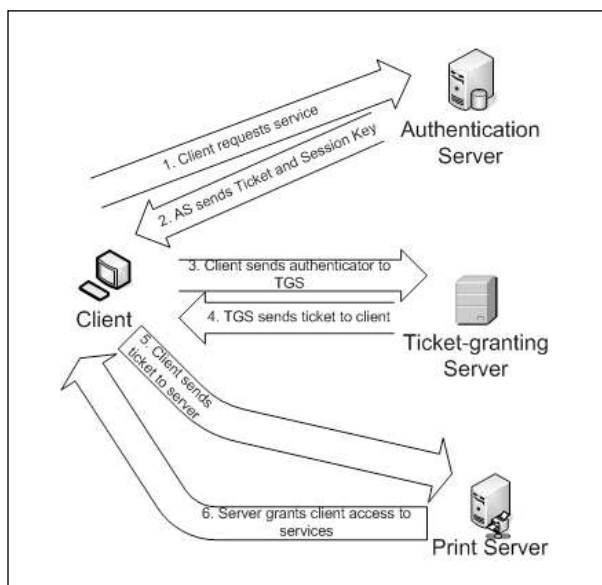 1. Client requests service
Authentication
Server
2. AS sends Ticket and Session Key
3. Client sends authenticator to
TGS
Client
4. TGS sends ticket to client
Ticket-granting
Server
5. Client sends
ticket to server
6. Server grants client access to
services
Print Server